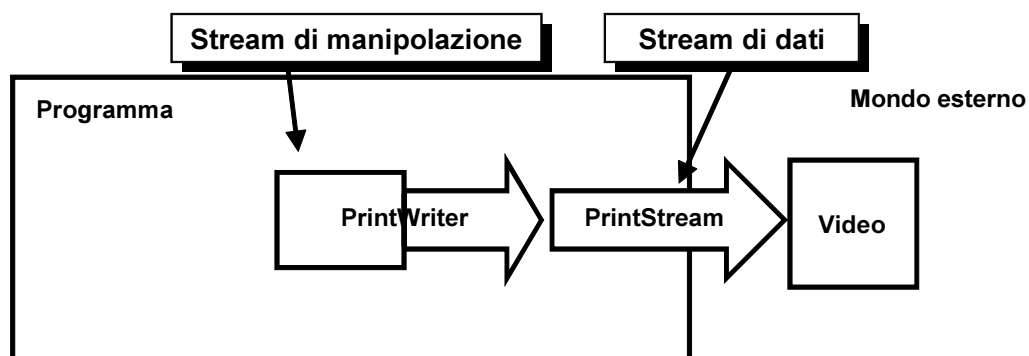 Stream di manipolazione
Stream di dati
Programma
Mondo esterno
PrintWriter
PrintStream
Video